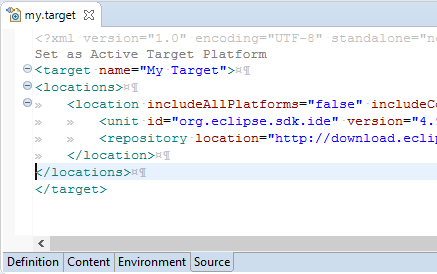 my.target
<?xml version="1.0" encoding="UTF-8" standalone="n
Set as Active Target Platform
<target name="My Target">¤¶
<locations>¤¶
» <location includeAllPlatforms="false" includeCo
» » <unit id="org.eclipse.sdk.ide" version="4.
» » <repository location="http://download.ecli
» </location>¤¶
</locations>¤¶
</target>
Definition Content Environment Source